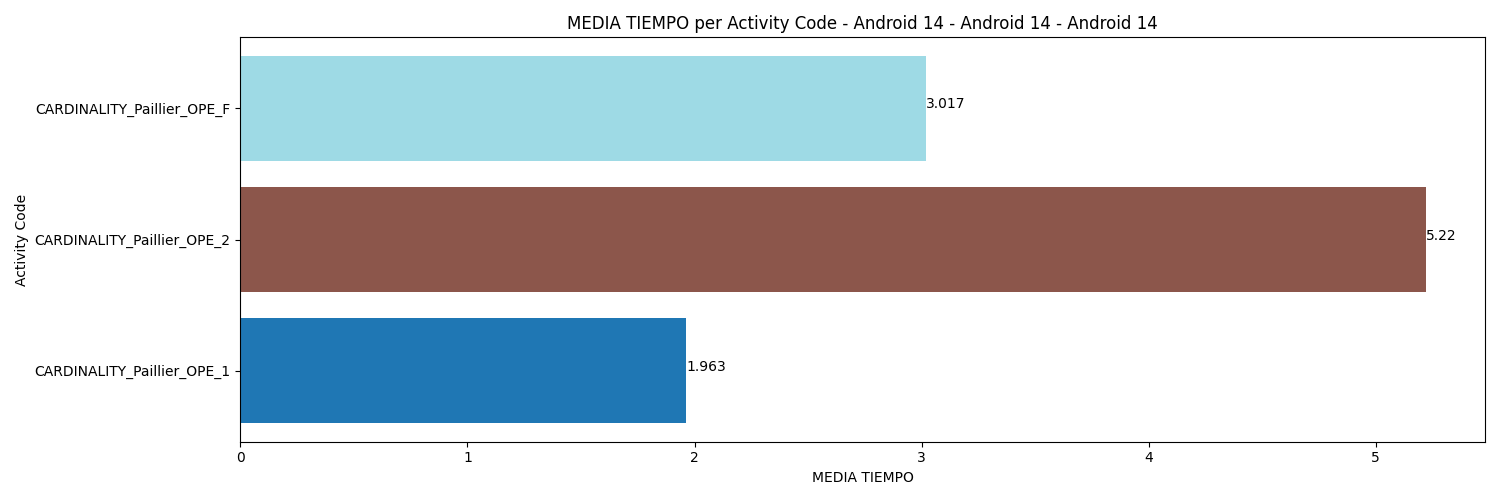 MEDIA TIEMPO per Activity Code - Android 14 - Android 14 - Android 14
CARDINALITY_Paillier_OPE_F
3.017
CARDINALITY_Paillier_OPE_2
5.22
CARDINALITY_Paillier_OPE_1
1.963
Activity Code
0 1 2 3 4 5
MEDIA TIEMPO